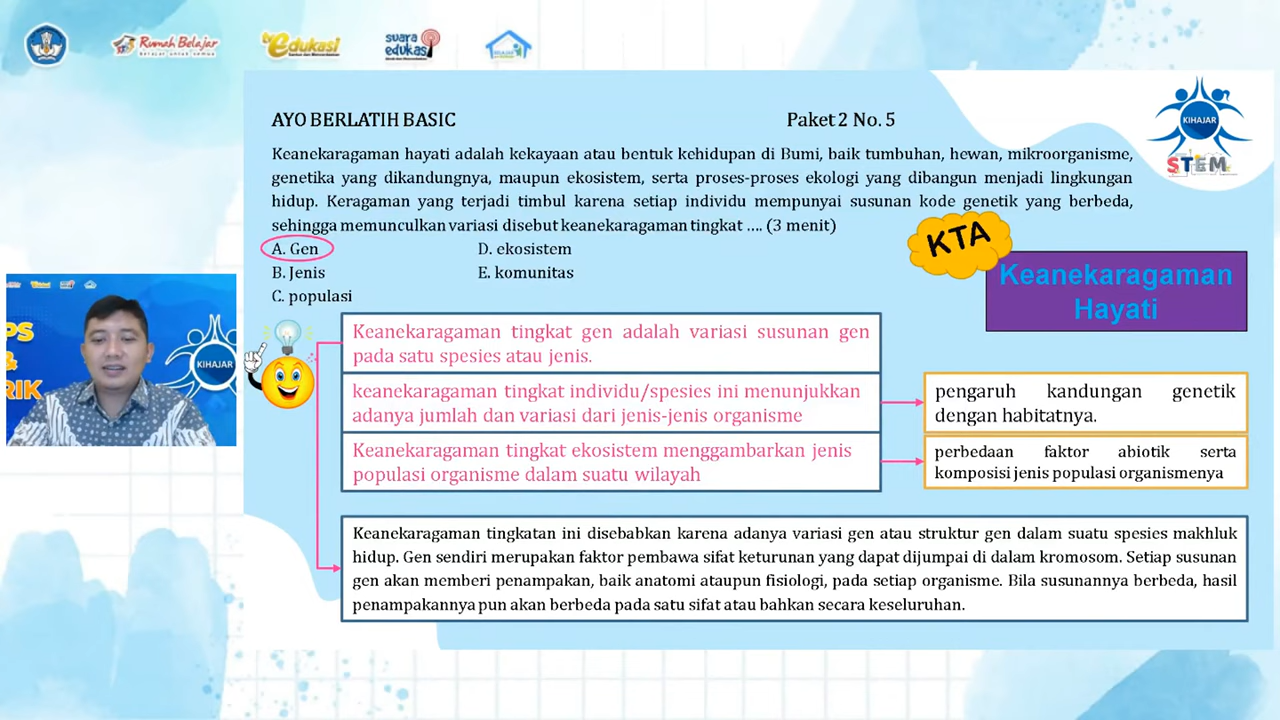 Rumah Belajar
Belajar untuk semua
tv Edukasi
suara
edukasi
KIHAJAR
STEM
AYO BERLATIH BASIC
Paket 2 No. 5
Keanekaragaman hayati adalah kekayaan atau bentuk kehidupan di Bumi, baik tumbuhan, hewan, mikroorganisme,
genetika yang dikandungnya, maupun ekosistem, serta proses-proses ekologi yang dibangun menjadi lingkungan
hidup. Keragaman yang terjadi timbul karena setiap individu mempunyai susunan kode genetik yang berbeda,
sehingga memunculkan variasi disebut keanekaragaman tingkat .... (3 menit)
A. Gen
D. ekosistem
B. Jenis
E. komunitas
C. populasi
KTA
Keanekaragaman
Hayati
Keanekaragaman tingkat gen adalah variasi susunan gen
pada satu spesies atau jenis.
keanekaragaman tingkat individu/spesies ini menunjukkan
adanya jumlah dan variasi dari jenis-jenis organisme
pengaruh kandungan genetik
dengan habitatnya.
Keanekaragaman tingkat ekosistem menggambarkan jenis
populasi organisme dalam suatu wilayah
perbedaan faktor abiotik serta
komposisi jenis populasi organismenya
Keanekaragaman tingkatan ini disebabkan karena adanya variasi gen atau struktur gen dalam suatu spesies makhluk
hidup. Gen sendiri merupakan faktor pembawa sifat keturunan yang dapat dijumpai di dalam kromosom. Setiap susunan
gen akan memberi penampakan, baik anatomi ataupun fisiologi, pada setiap organisme. Bila susunannya berbeda, hasil
penampakannya pun akan berbeda pada satu sifat atau bahkan secara keseluruhan.
PS
&
RIK
KIHAJAR